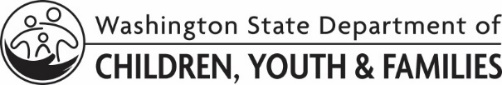 Washington State Department of
CHILDREN, YOUTH & FAMILIES